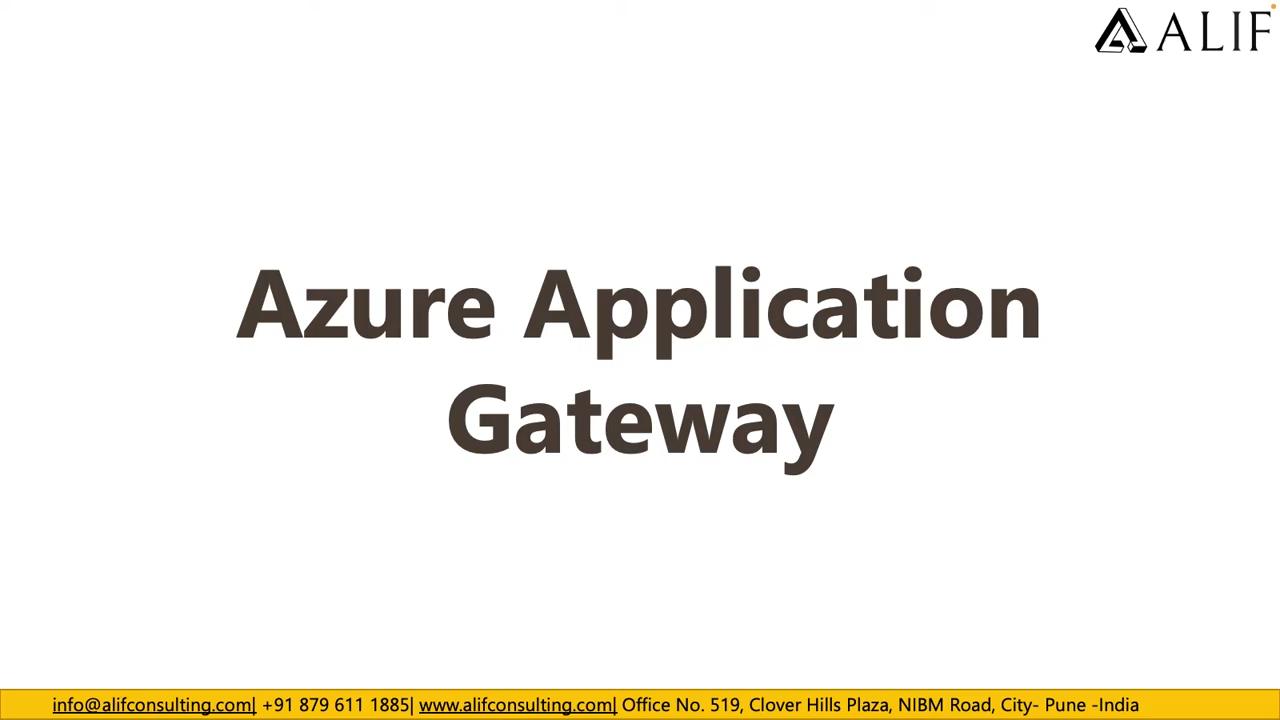 ALIF
Azure Application
Gateway
info@alifconsulting.com| +91 879 611 1885| www.alifconsulting.com| Office No. 519, Clover Hills Plaza, NIBM Road, City- Pune -India